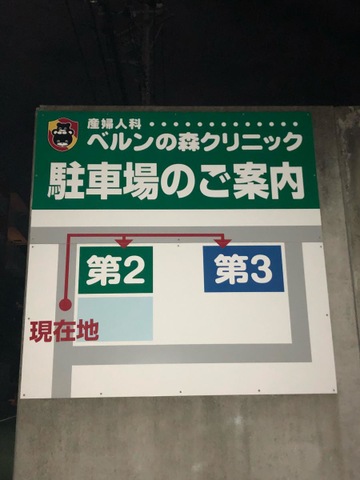 産婦人科
ベルンの森クリニック
駐車場のご案内
第2
第3
現在地